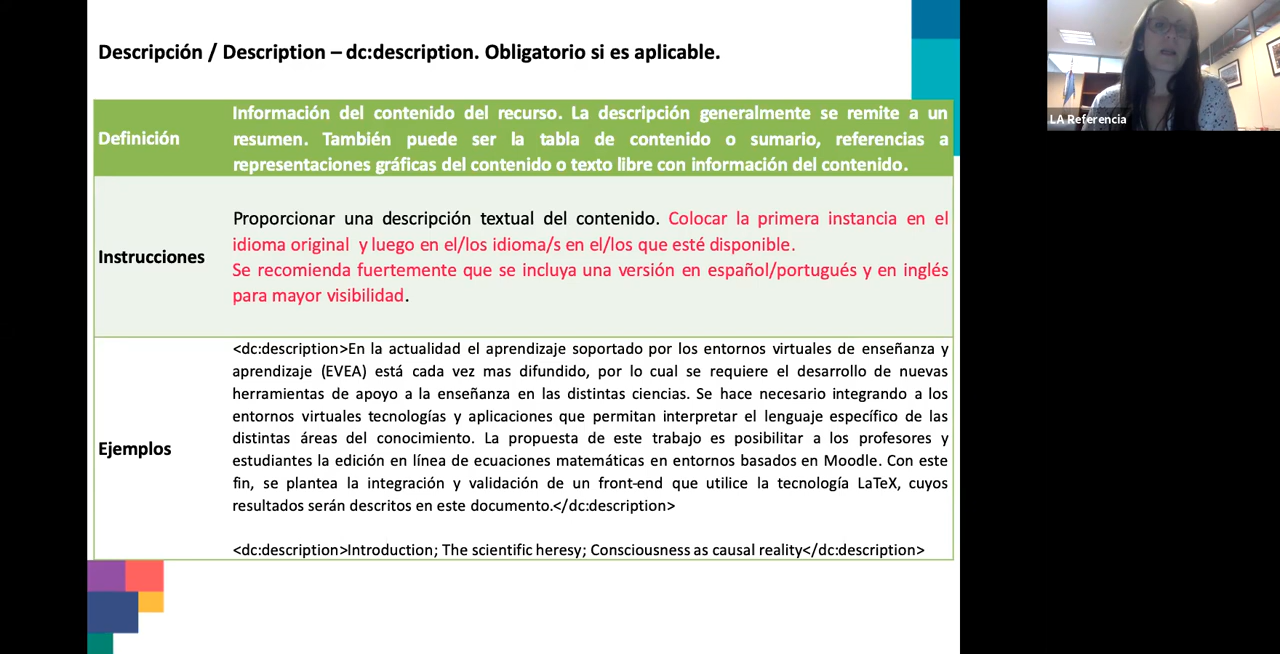 Descripción / Description – dc:description. Obligatorio si es aplicable.
LA Referencia
Definición
Información del contenido del recurso. La descripción generalmente se remite a un
resumen. También puede ser la tabla de contenido o sumario, referencias a
representaciones gráficas del contenido o texto libre con información del contenido.
Instrucciones
Proporcionar una descripción textual del contenido. Colocar la primera instancia en el
idioma original y luego en el/los idioma/s en el/los que esté disponible.
Se recomienda fuertemente que se incluya una versión en español/portugués y en inglés
para mayor visibilidad.
Ejemplos
<dc:description>En la actualidad el aprendizaje soportado por los entornos virtuales de enseñanza y
aprendizaje (EVEA) está cada vez mas difundido, por lo cual se requiere el desarrollo de nuevas
herramientas de apoyo a la enseñanza en las distintas ciencias. Se hace necesario integrando a los
entornos virtuales tecnologías y aplicaciones que permitan interpretar el lenguaje específico de las
distintas áreas del conocimiento. La propuesta de este trabajo es posibilitar a los profesores y
estudiantes la edición en línea de ecuaciones matemáticas en entornos basados en Moodle. Con este
fin, se plantea la integración y validación de un front-end que utilice la tecnología LaTeX, cuyos
resultados serán descritos en este documento.</dc:description>
<dc:description>Introduction; The scientific heresy; Consciousness as causal reality</dc:description>